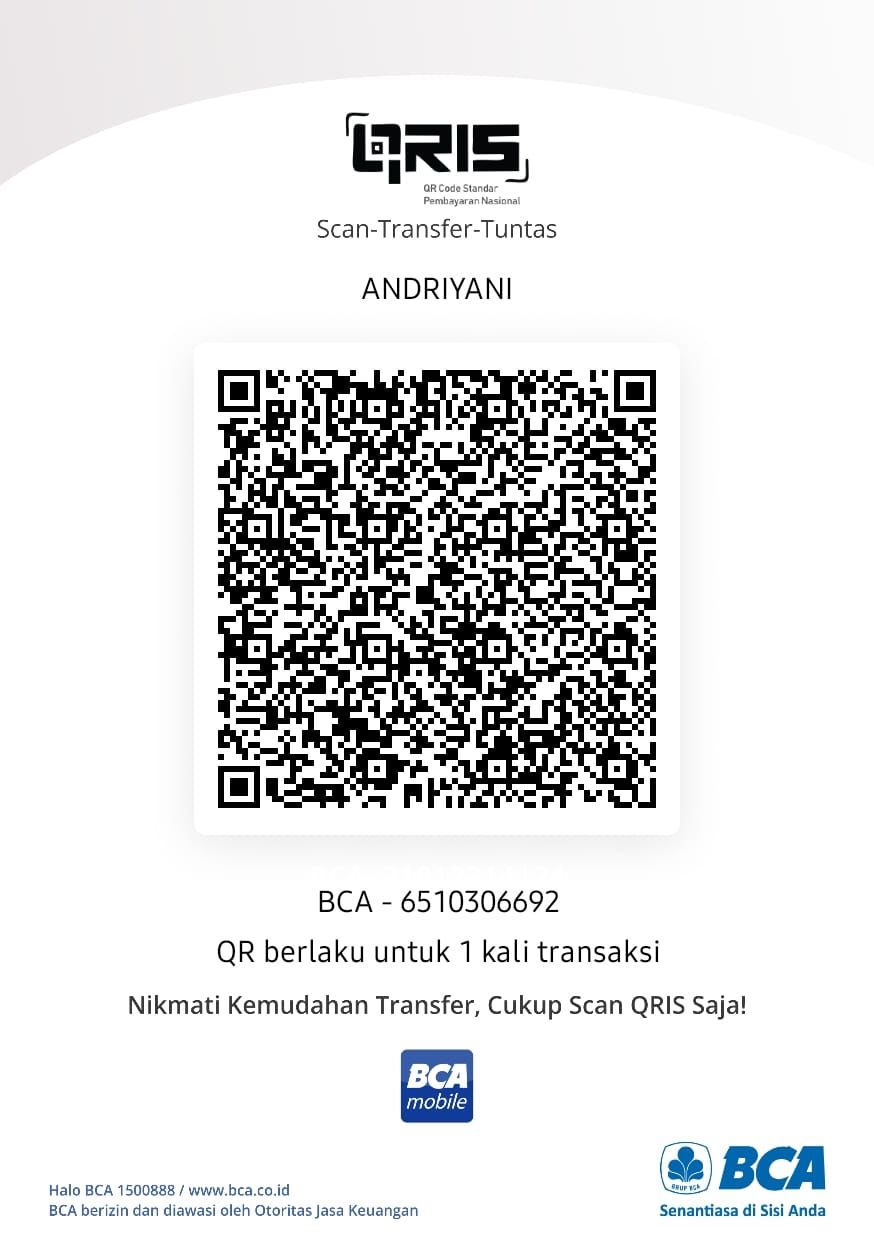 QRIS
QR Code Standar
Pembayaran Nasional
Scan-Transfer-Tuntas
ANDRIYANI
BCA - 6510306692
QR berlaku untuk 1 kali transaksi
Nikmati Kemudahan Transfer, Cukup Scan QRIS Saja!
BCA
mobile
Halo BCA 1500888 / www.bca.co.id
BCA berizin dan diawasi oleh Otoritas Jasa Keuangan
GRUP BCA
BCA
Senantiasa di Sisi Anda